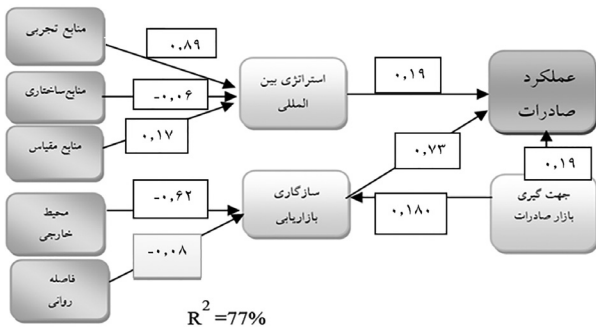 منابع تجربی
۰,۸۹
منابع ساختاری
-۰,۰۶
منابع مقیاس
۰,۱۷
استراتژی بین
المللی
۰,۱۹
عملکرد
صادرات
۰,۷۳
۰,۱۹
محیط
خارجی
-۰,۶۲
سازگاری
بازاریابی
۰,۱۸۰
جهت گیری
بازار صادرات
فاصله
روانی
-۰,۰۸
R2 =77%